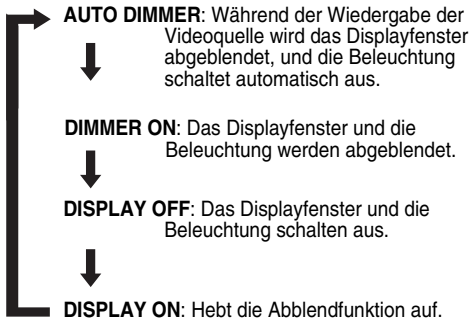 AUTO DIMMER: Während der Wiedergabe der
Videoquelle wird das Displayfenster
abgeblendet, und die Beleuchtung
schaltet automatisch aus.
DIMMER ON: Das Displayfenster und die
Beleuchtung werden abgeblendet.
DISPLAY OFF: Das Displayfenster und die
Beleuchtung schalten aus.
DISPLAY ON: Hebt die Abblendfunktion auf.